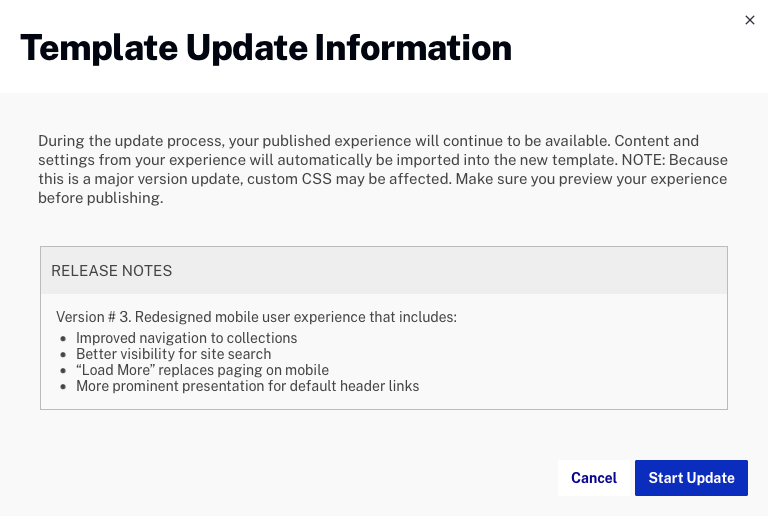 ×
Template Update Information
During the update process, your published experience will continue to be available. Content and
settings from your experience will automatically be imported into the new template. NOTE: Because
this is a major version update, custom CSS may be affected. Make sure you preview your experience
before publishing.
RELEASE NOTES
Version # 3. Redesigned mobile user experience that includes:
• Improved navigation to collections
• Better visibility for site search
• “Load More” replaces paging on mobile
• More prominent presentation for default header links
Cancel Start Update